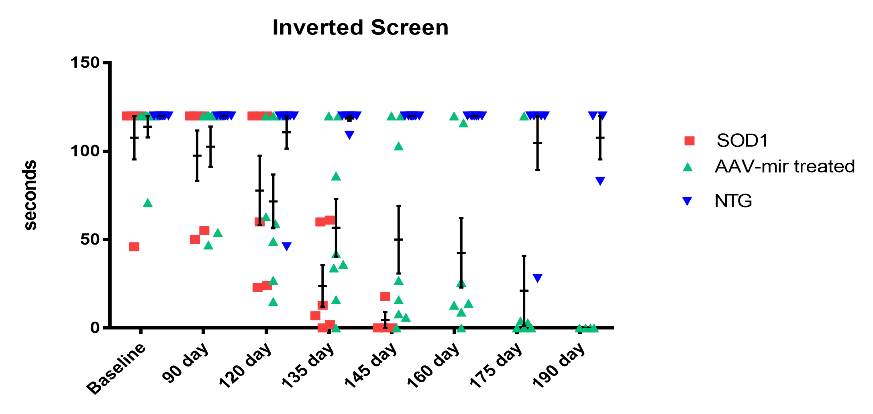 Inverted Screen
150
100
50
0
seconds
Baseline
90 day
120 day
135 day
145 day
160 day
175 day
190 day
SOD1
AAV-mir treated
NTG